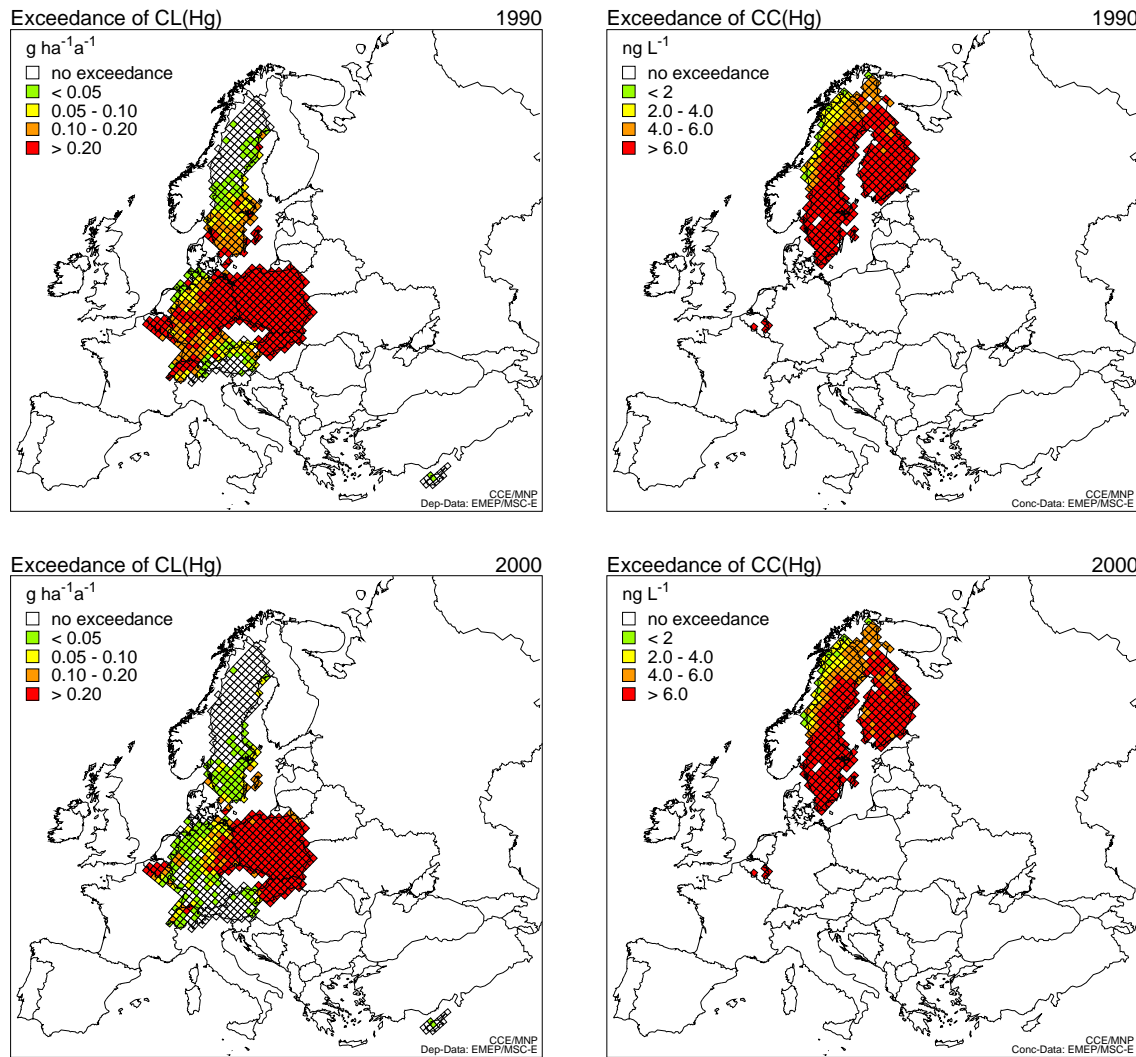 Exceedance of CL(Hg) 1990
g ha⁻¹a⁻¹
no exceedance
< 0.05
0.05 - 0.10
0.10 - 0.20
> 0.20
CCE/MNP
Dep-Data: EMEP/MSC-E
Exceedance of CC(Hg) 1990
ng L⁻¹
no exceedance
< 2
2.0 - 4.0
4.0 - 6.0
> 6.0
CCE/MNP
Conc-Data: EMEP/MSC-E
Exceedance of CL(Hg) 2000
g ha⁻¹a⁻¹
no exceedance
< 0.05
0.05 - 0.10
0.10 - 0.20
> 0.20
CCE/MNP
Dep-Data: EMEP/MSC-E
Exceedance of CC(Hg) 2000
ng L⁻¹
no exceedance
< 2
2.0 - 4.0
4.0 - 6.0
> 6.0
CCE/MNP
Conc-Data: EMEP/MSC-E